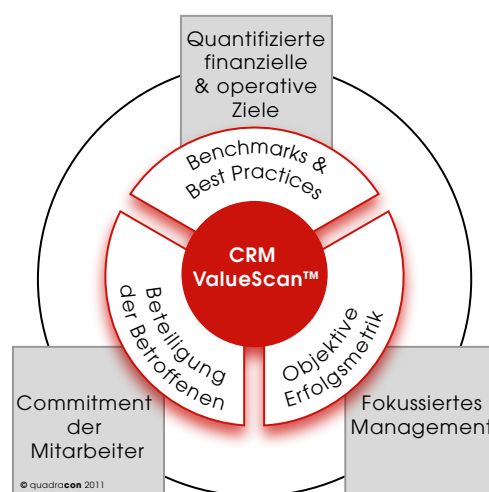 Quantifizierte
finanzielle
& operative
Ziele
Benchmarks &
Best Practices
CRM
ValueScan™
Beteiligung
der Betroffenen
Objektive
Erfolgsmetrik
Commitment
der
Mitarbeiter
Fokussiertes
Management
© quadracon 2011